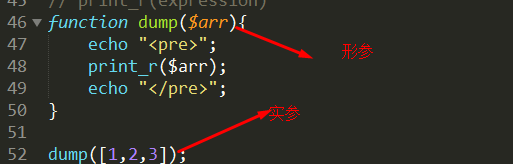 45 // print_r(expression)
46 function dump($arr){
47 echo "<pre>";
形参
48 print_r($arr);
49 echo "</pre>";
50 }
实参
51
52 dump([1,2,3]);